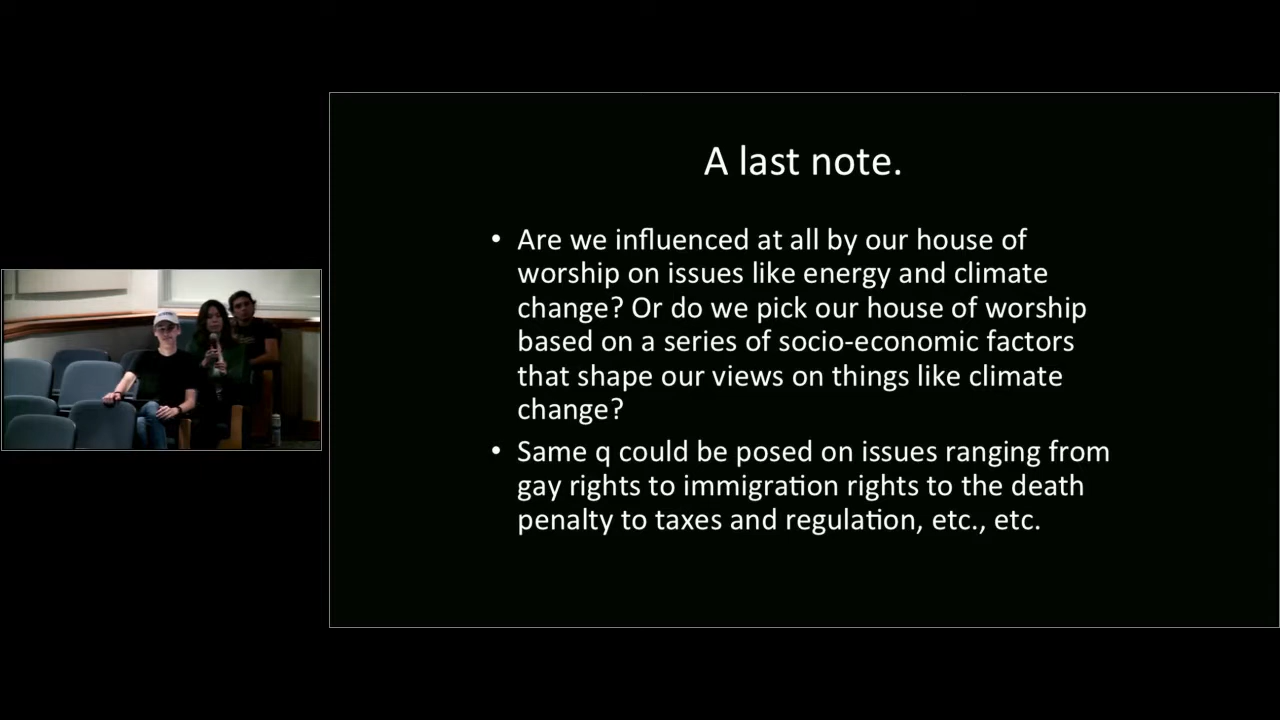 A last note.
• Are we influenced at all by our house of
worship on issues like energy and climate
change? Or do we pick our house of worship
based on a series of socio-economic factors
that shape our views on things like climate
change?
• Same q could be posed on issues ranging from
gay rights to immigration rights to the death
penalty to taxes and regulation, etc., etc.